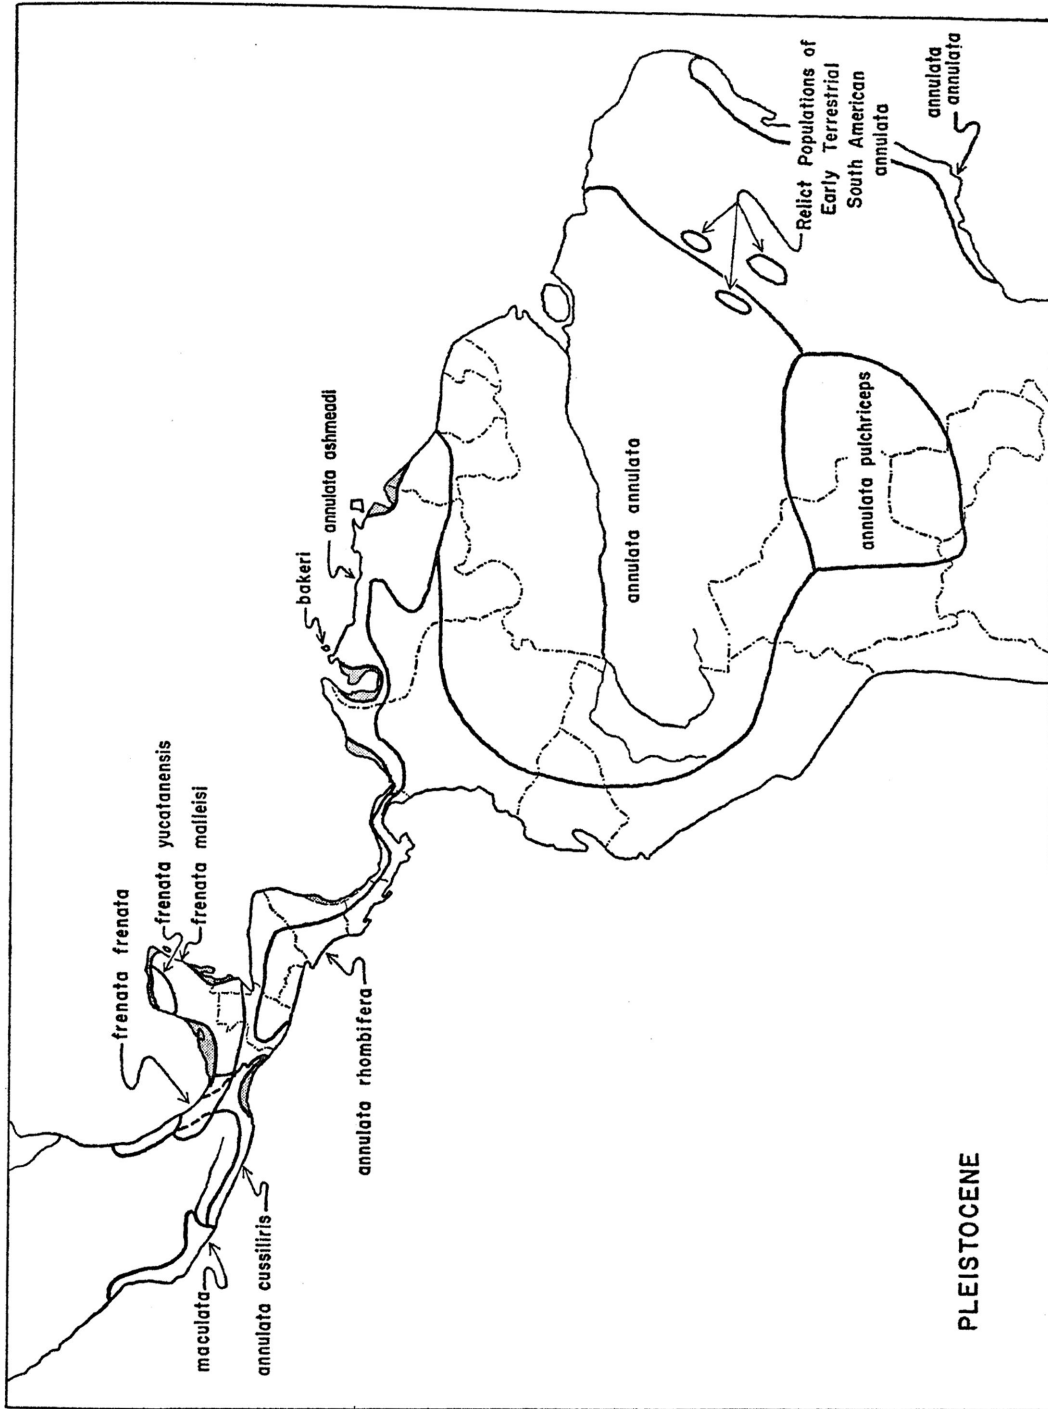 frenata frenata
frenata yucatanensis
frenata malleisi
bakeri
annulata ashmeadi
maculata
annulata cussiliris
annulata rhombifera
annulata annulata
annulata pulchriceps
Relict Populations of
Early Terrestrial
South American
annulata
annulata
annulata
PLEISTOCENE